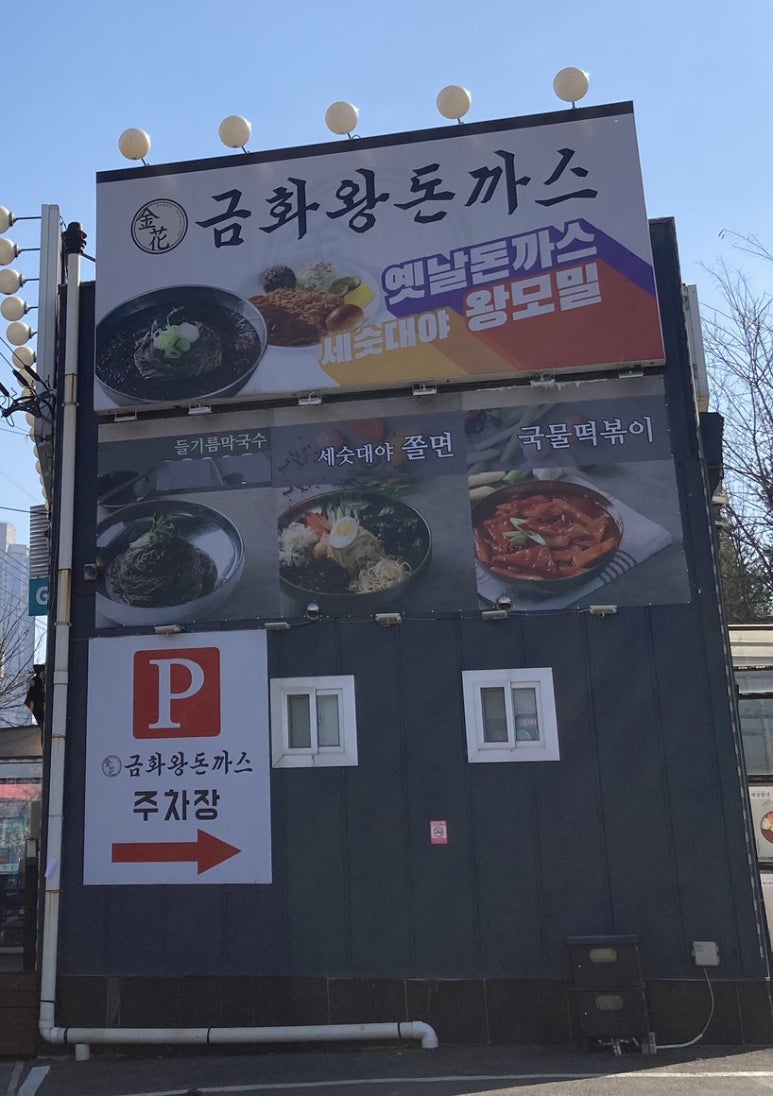 金花
금화왕돈까스
옛날돈까스
세숫대야 왕모밀
들기름막국수
세숫대야 쫄면
국물떡볶이
P
금화왕돈까스
주차장
G